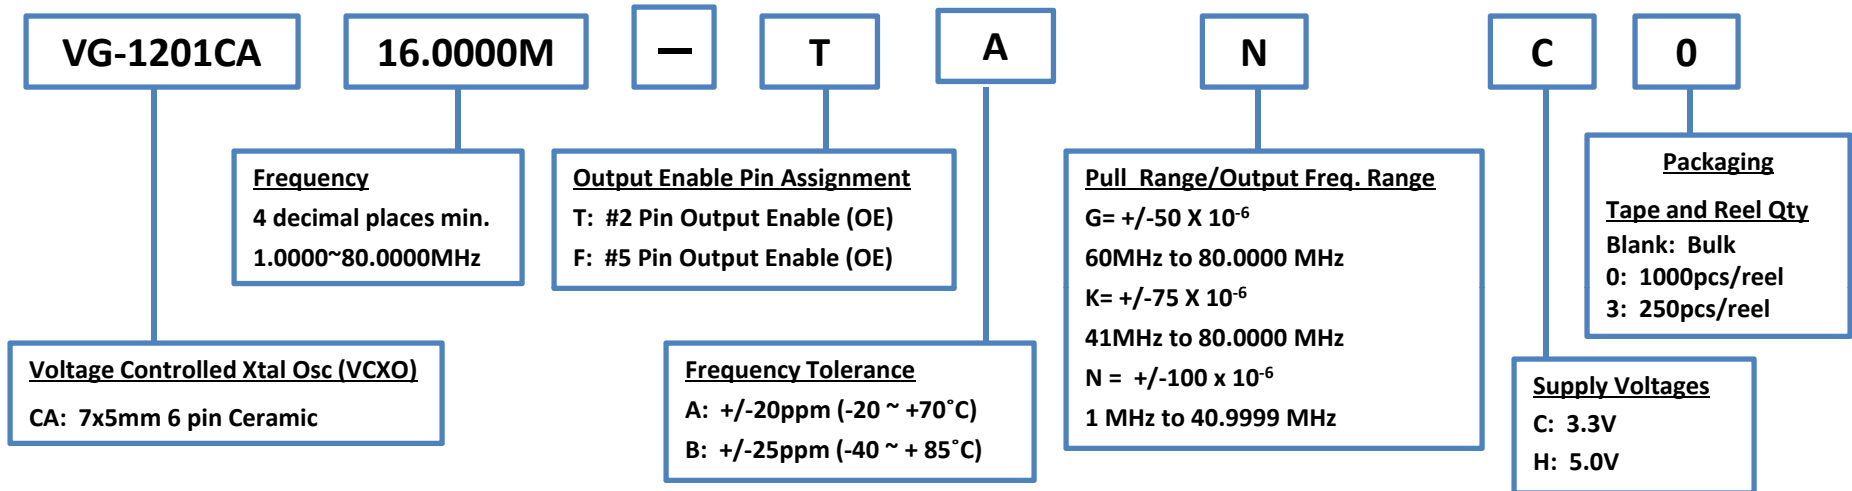 VG-1201CA 16.0000M — T A N C 0
Frequency
4 decimal places min.
1.0000~80.0000MHz
Output Enable Pin Assignment
T: #2 Pin Output Enable (OE)
F: #5 Pin Output Enable (OE)
Pull Range/Output Freq. Range
G= +/-50 X 10⁻⁶
60MHz to 80.0000 MHz
K= +/-75 X 10⁻⁶
41MHz to 80.0000 MHz
N = +/-100 x 10⁻⁶
1 MHz to 40.9999 MHz
Packaging
Tape and Reel Qty
Blank: Bulk
0: 1000pcs/reel
3: 250pcs/reel
Voltage Controlled Xtal Osc (VCXO)
CA: 7x5mm 6 pin Ceramic
Frequency Tolerance
A: +/-20ppm (-20 ~ +70˚C)
B: +/-25ppm (-40 ~ + 85˚C)
Supply Voltages
C: 3.3V
H: 5.0V